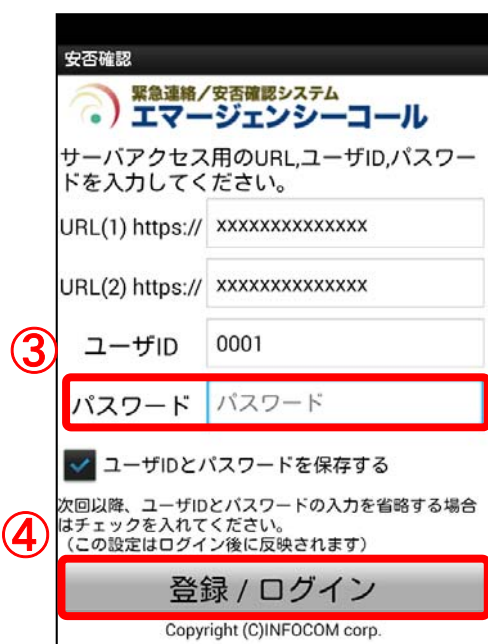 安否確認
緊急連絡/安否確認システム
エマージェンシーコール
サーバアクセス用のURL,ユーザID,パスワー
ドを入力してください。
URL(1) https:// xxxxxxxxxxxxxx
URL(2) https:// xxxxxxxxxxxxxx
③ ユーザID 0001
パスワード パスワード
ユーザIDとパスワードを保存する
次回以降、ユーザIDとパスワードの入力を省略する場合
はチェックを入れてください。
④ (この設定はログイン後に反映されます)
登録 / ログイン
Copyright (C)INFOCOM corp.